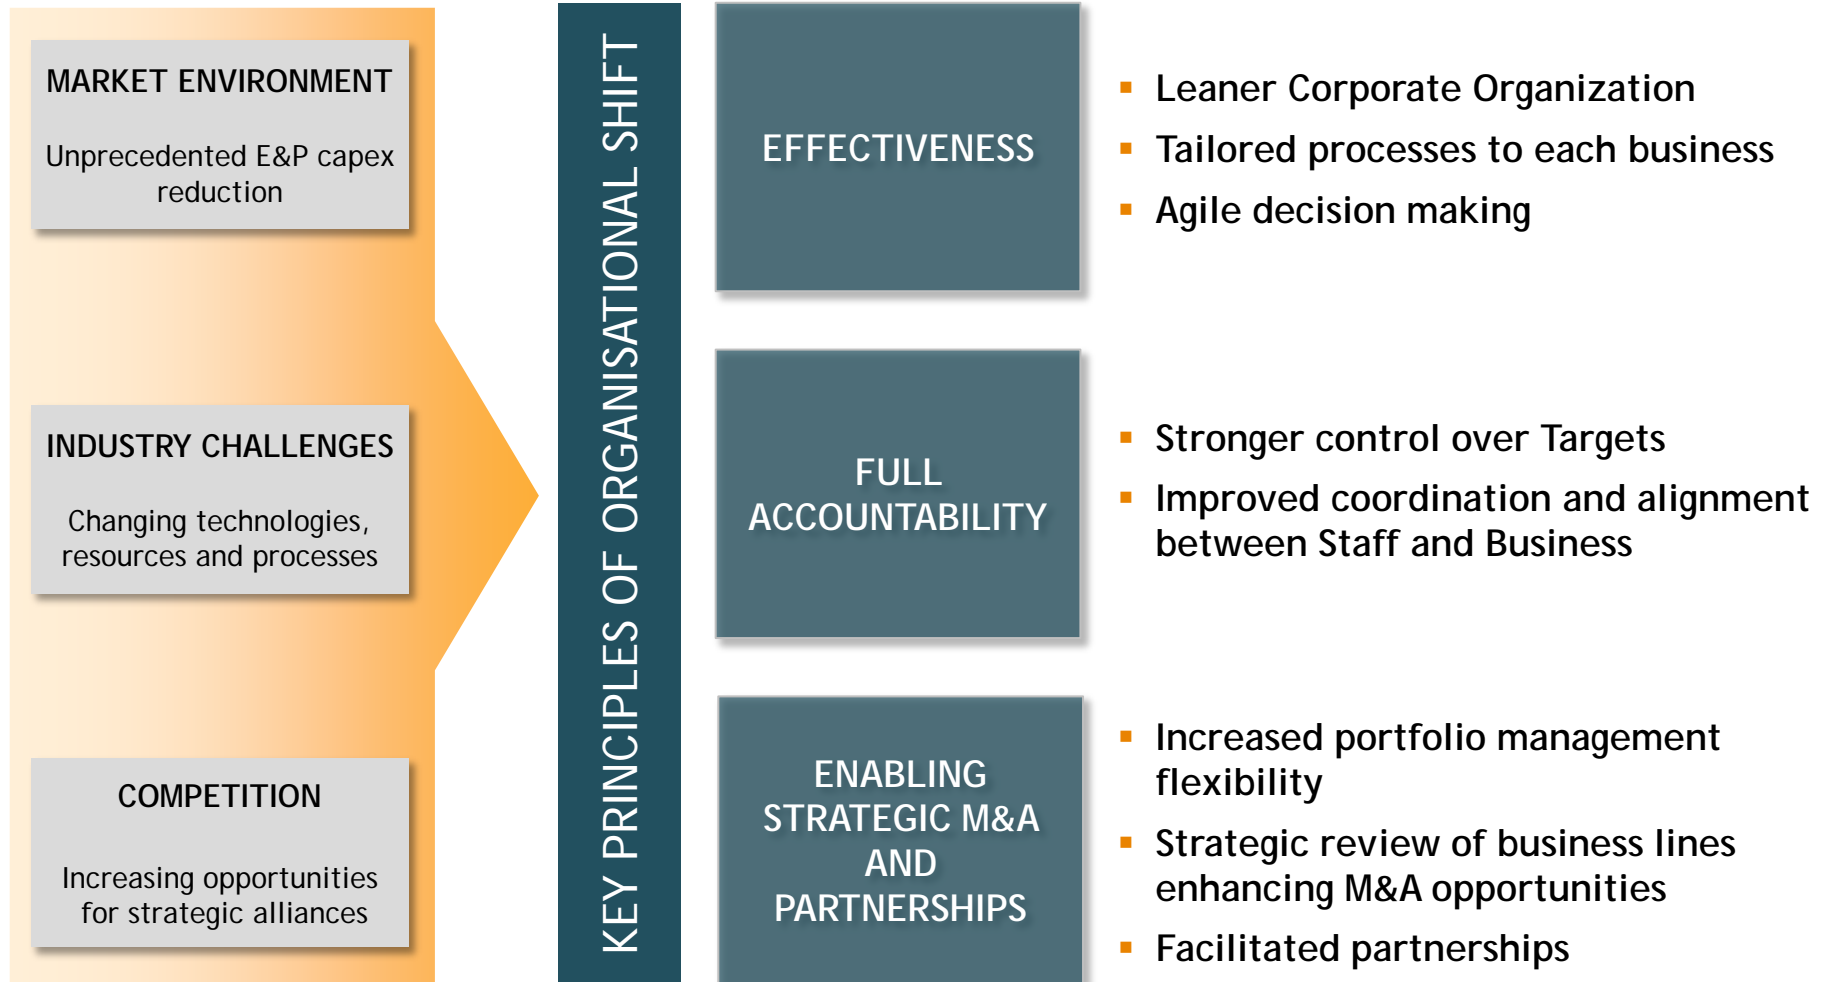 MARKET ENVIRONMENT
Unprecedented E&P capex
reduction
INDUSTRY CHALLENGES
Changing technologies,
resources and processes
COMPETITION
Increasing opportunities
for strategic alliances
KEY PRINCIPLES OF ORGANISATIONAL SHIFT
EFFECTIVENESS
▪ Leaner Corporate Organization
▪ Tailored processes to each business
▪ Agile decision making
FULL
ACCOUNTABILITY
▪ Stronger control over Targets
▪ Improved coordination and alignment
between Staff and Business
ENABLING
STRATEGIC M&A
AND
PARTNERSHIPS
▪ Increased portfolio management
flexibility
▪ Strategic review of business lines
enhancing M&A opportunities
▪ Facilitated partnerships